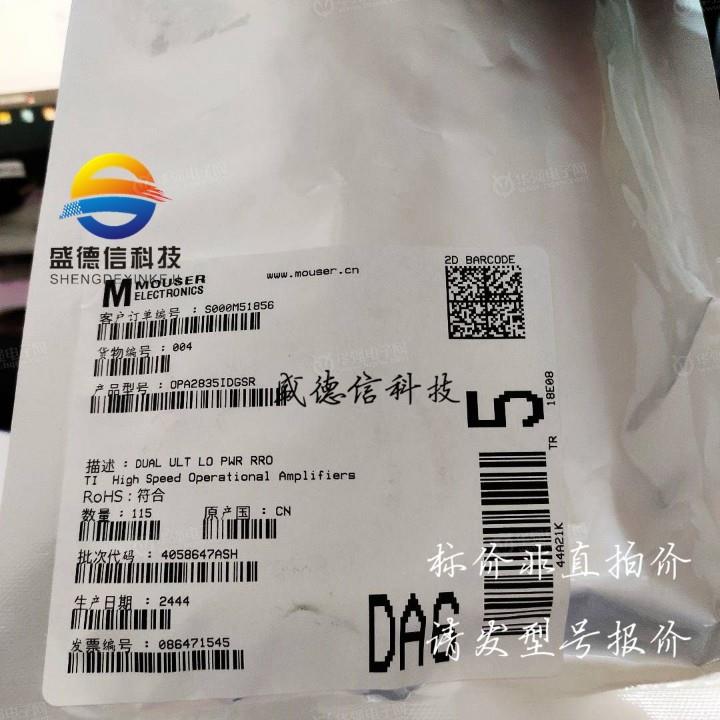 盛德信科技
SHENGDEXINKEJI
MOUSER
ELECTRONICS
www.mouser.cn
2D BARCODE
客户订单编号 : S000M51856
货物编号 : 004
产品型号 : OPA2835IDGSR
盛德信科技
5
TR 18E08
描述 : DUAL ULT LO PWR RRO
TI High Speed Operational Amplifiers
RoHS : 符合
数量 : 115 原产国 : CN
44A21K
批次代码 : 4058647ASH
标价非直拍价
生产日期 : 2444
DAG
请发型号报价
发票编号 : 086471545